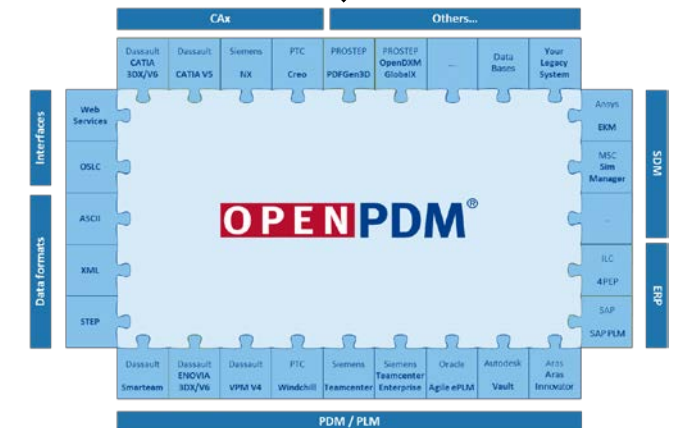 CAx
Others...
Dassault
CATIA
3DX/V6
Dassault
CATIA V5
Siemens
NX
PTC
Creo
PROSTEP
PDFGen3D
PROSTEP
OpenDXM
GlobalX
...
Data
Bases
Your
Legacy
System
Interfaces
Web
Services
OSLC
Data formats
ASCII
XML
STEP
OPENPDM®
Ansys
EKM
MSC
Sim
Manager
...
SDM
ILC
4PEP
SAP
SAP PLM
ERP
Dassault
Smarteam
Dassault
ENOVIA
3DX/V6
Dassault
VPM V4
PTC
Windchill
Siemens
Teamcenter
Siemens
Teamcenter
Enterprise
Oracle
Agile ePLM
Autodesk
Vault
Aras
Aras
Innovator
PDM / PLM